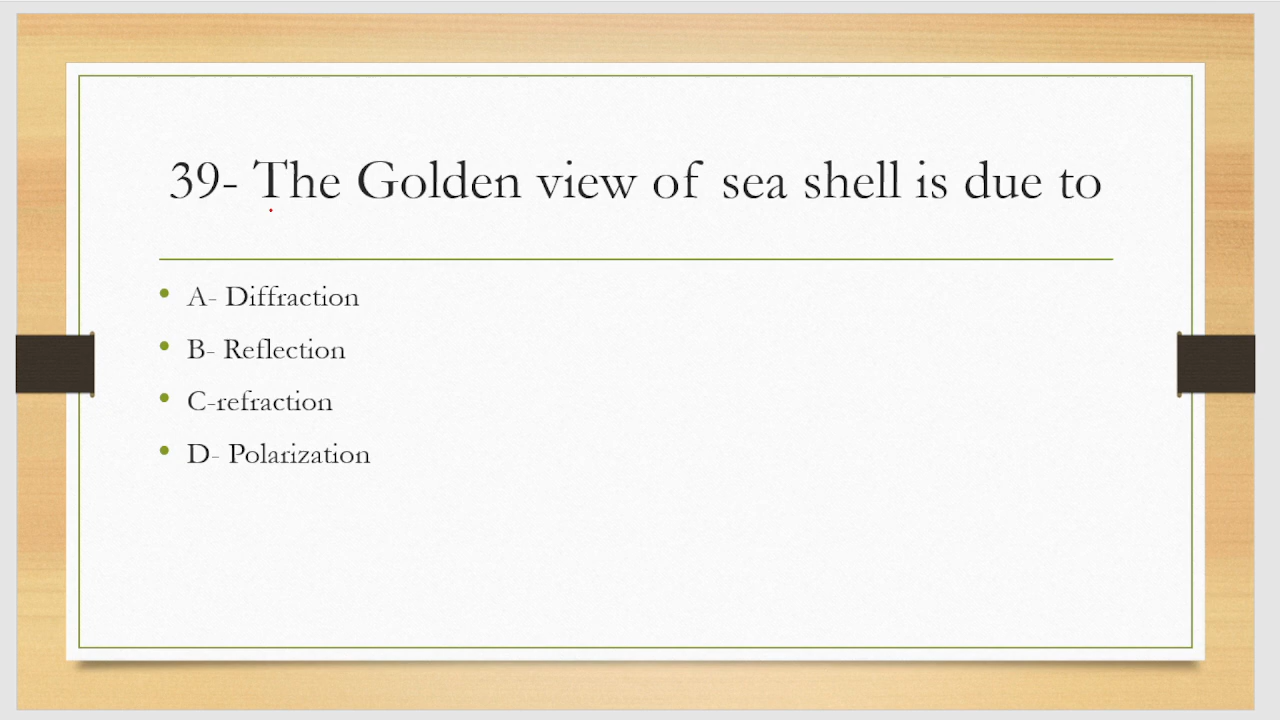 39- The Golden view of sea shell is due to
• A- Diffraction
• B- Reflection
• C-refraction
• D- Polarization